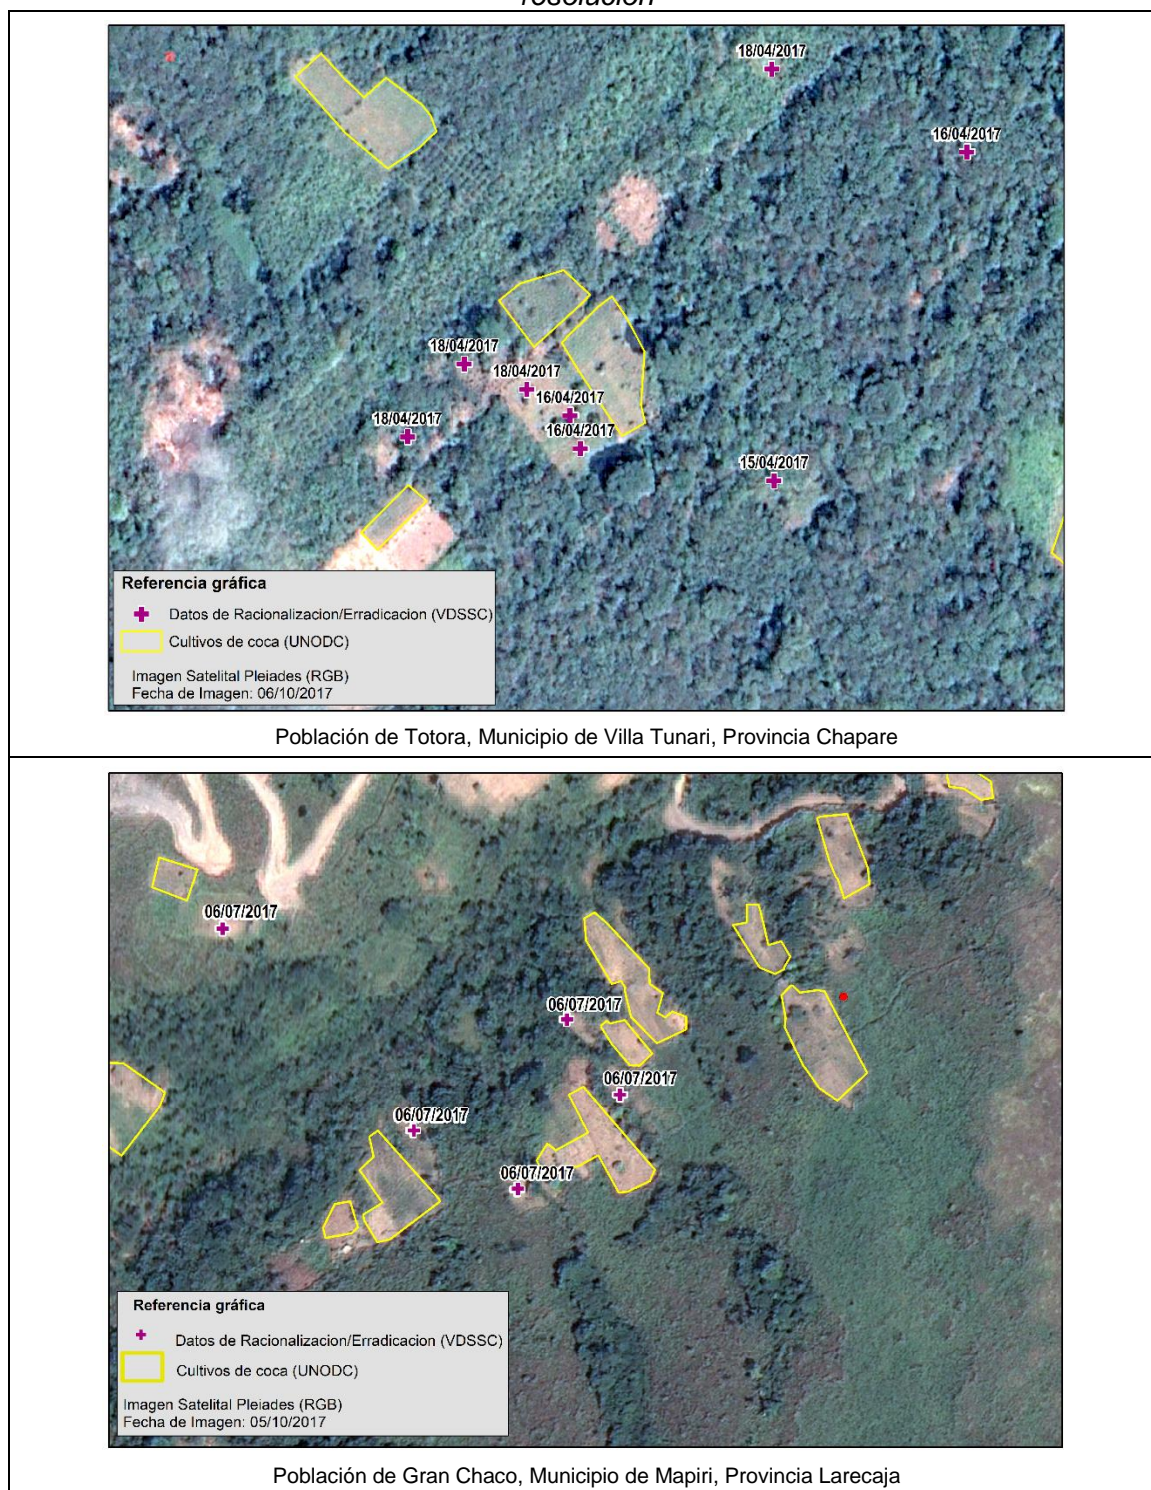 resolución
18/04/2017
16/04/2017
18/04/2017
18/04/2017
16/04/2017
18/04/2017
16/04/2017
15/04/2017
Referencia gráfica
Datos de Racionalizacion/Erradicacion (VDSSC)
Cultivos de coca (UNODC)
Imagen Satelital Pleiades (RGB)
Fecha de Imagen: 06/10/2017
Población de Totora, Municipio de Villa Tunari, Provincia Chapare
06/07/2017
06/07/2017
06/07/2017
06/07/2017
06/07/2017
Referencia gráfica
Datos de Racionalizacion/Erradicacion (VDSSC)
Cultivos de coca (UNODC)
Imagen Satelital Pleiades (RGB)
Fecha de Imagen: 05/10/2017
Población de Gran Chaco, Municipio de Mapiri, Provincia Larecaja